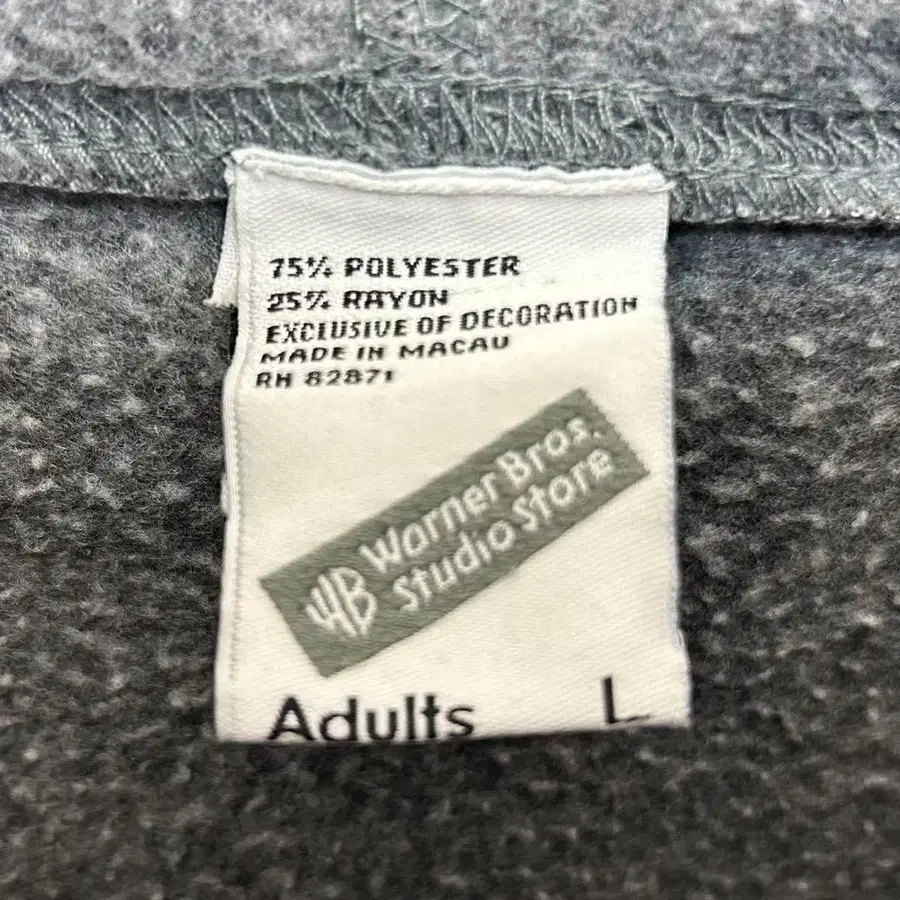 75% POLYESTER
25% RAYON
EXCLUSIVE OF DECORATION
MADE IN MACAU
RN 82871
WB Warner Bros.
Studio Store
Adults L